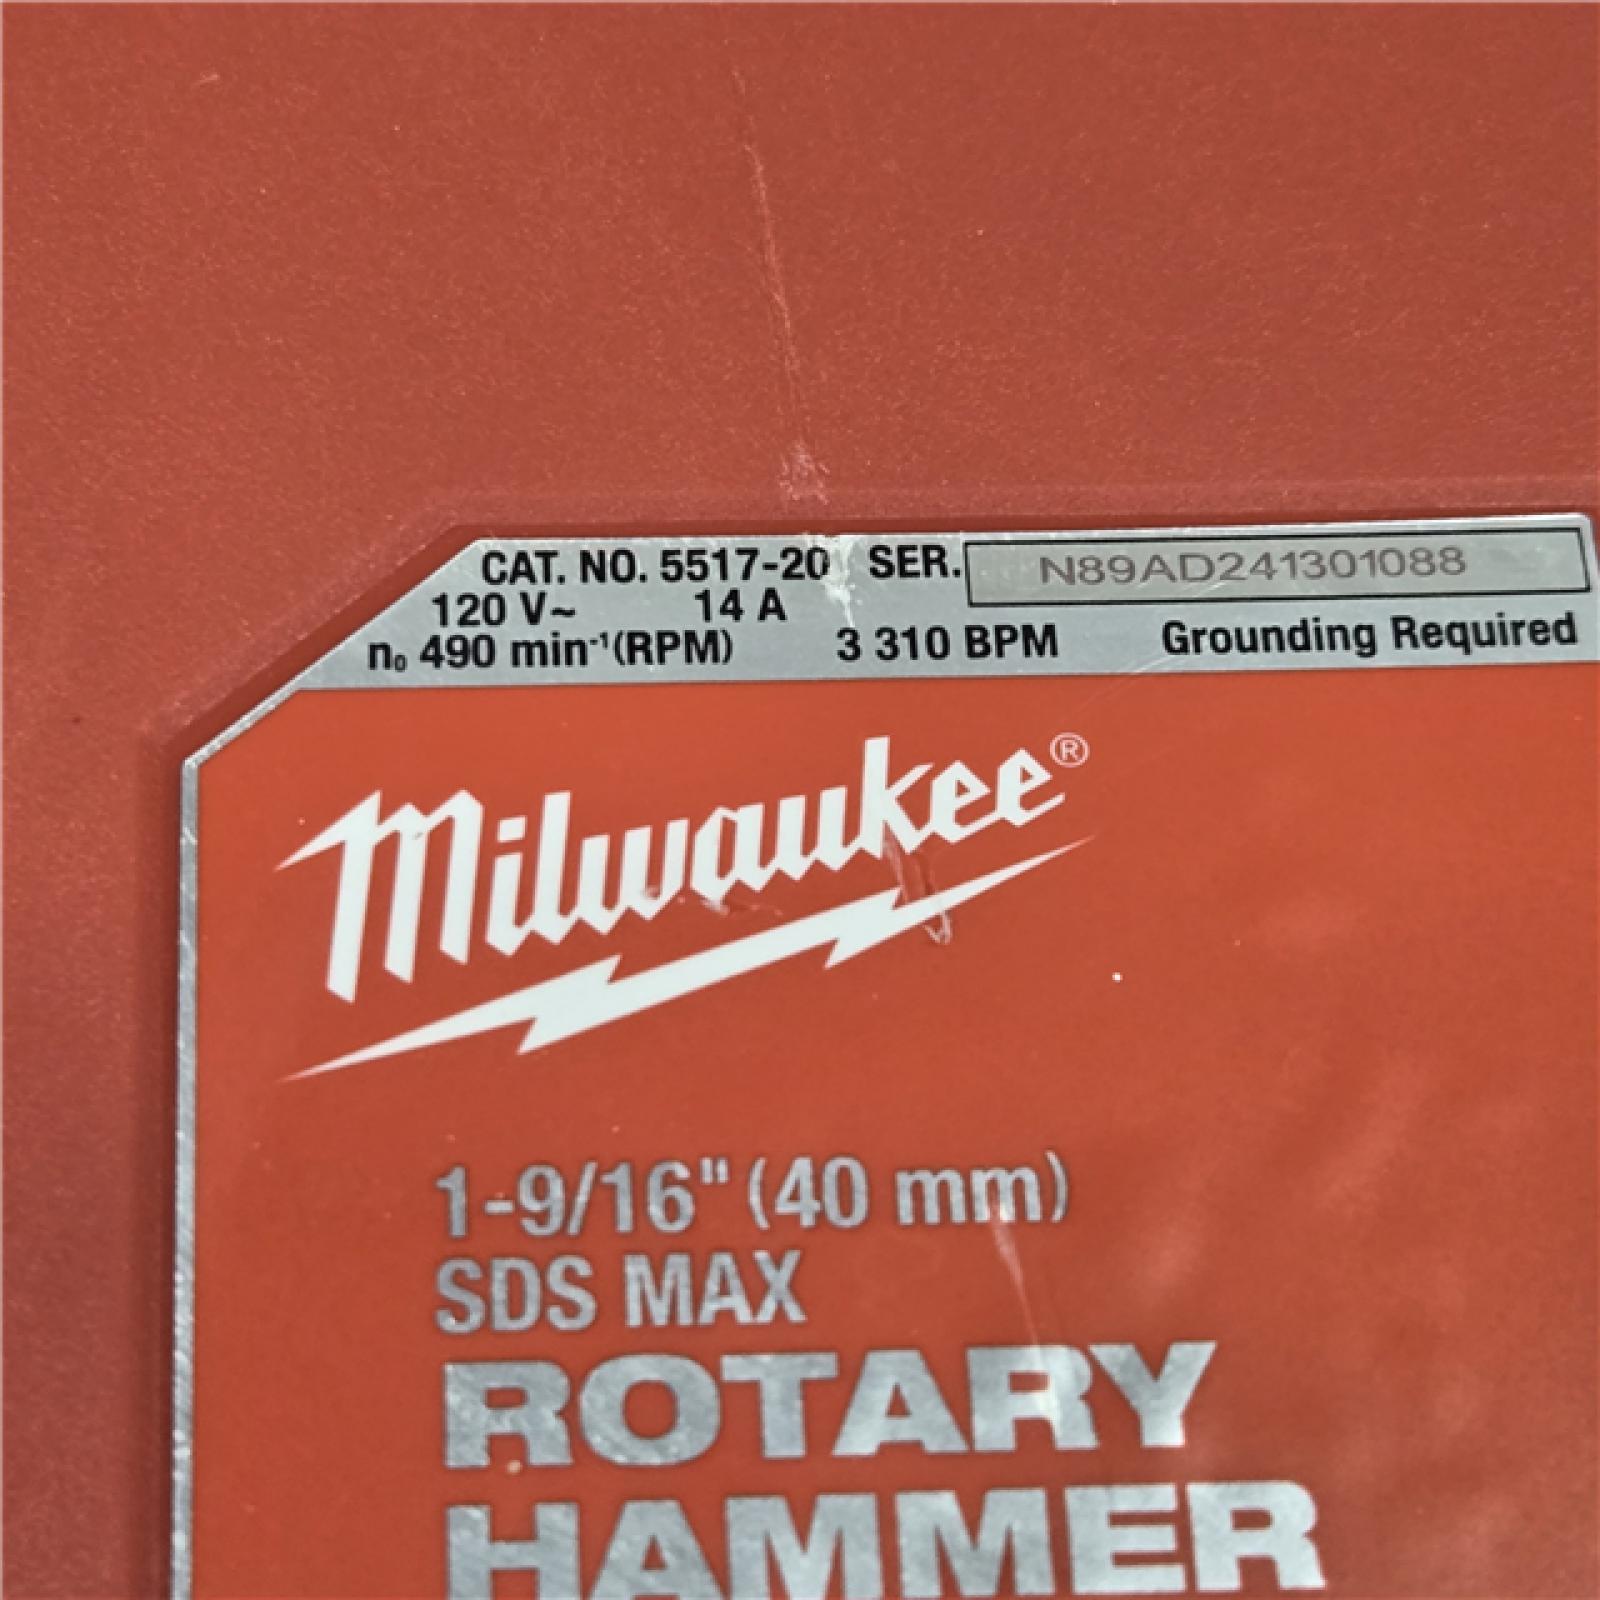 CAT. NO. 5517-20 SER. N89AD241301088
120 V~ 14 A
n₀ 490 min⁻¹(RPM) 3 310 BPM Grounding Required
Milwaukee®
1-9/16" (40 mm)
SDS MAX
ROTARY
HAMMER